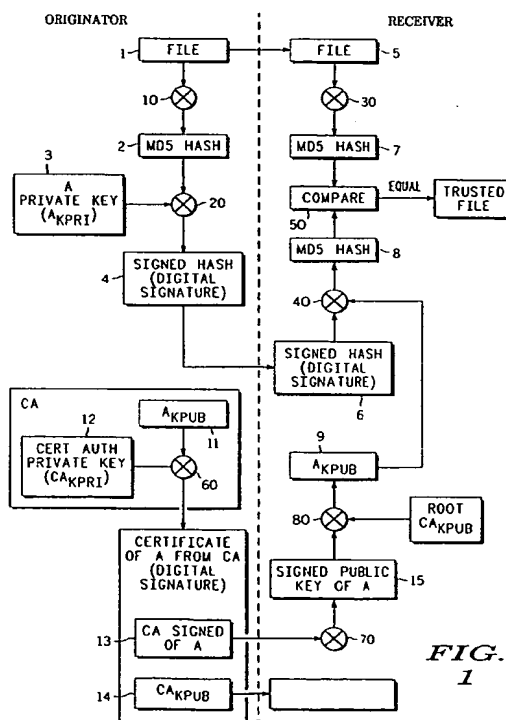 ORIGINATOR
RECEIVER
1
FILE
FILE
5
10
30
2
MD5 HASH
MD5 HASH
7
3
A
PRIVATE KEY
(AKPRI)
20
COMPARE
50
EQUAL
TRUSTED
FILE
MD5 HASH
8
4
SIGNED HASH
(DIGITAL
SIGNATURE)
40
SIGNED HASH
(DIGITAL
SIGNATURE)
6
CA
AKPUB
11
12
CERT AUTH
PRIVATE KEY
(CAKPRI)
60
9
AKPUB
80
ROOT
CAKPUB
CERTIFICATE
OF A FROM CA
(DIGITAL
SIGNATURE)
SIGNED PUBLIC
KEY OF A
15
13
CA SIGNED
OF A
70
14
CAKPUB
FIG.
1